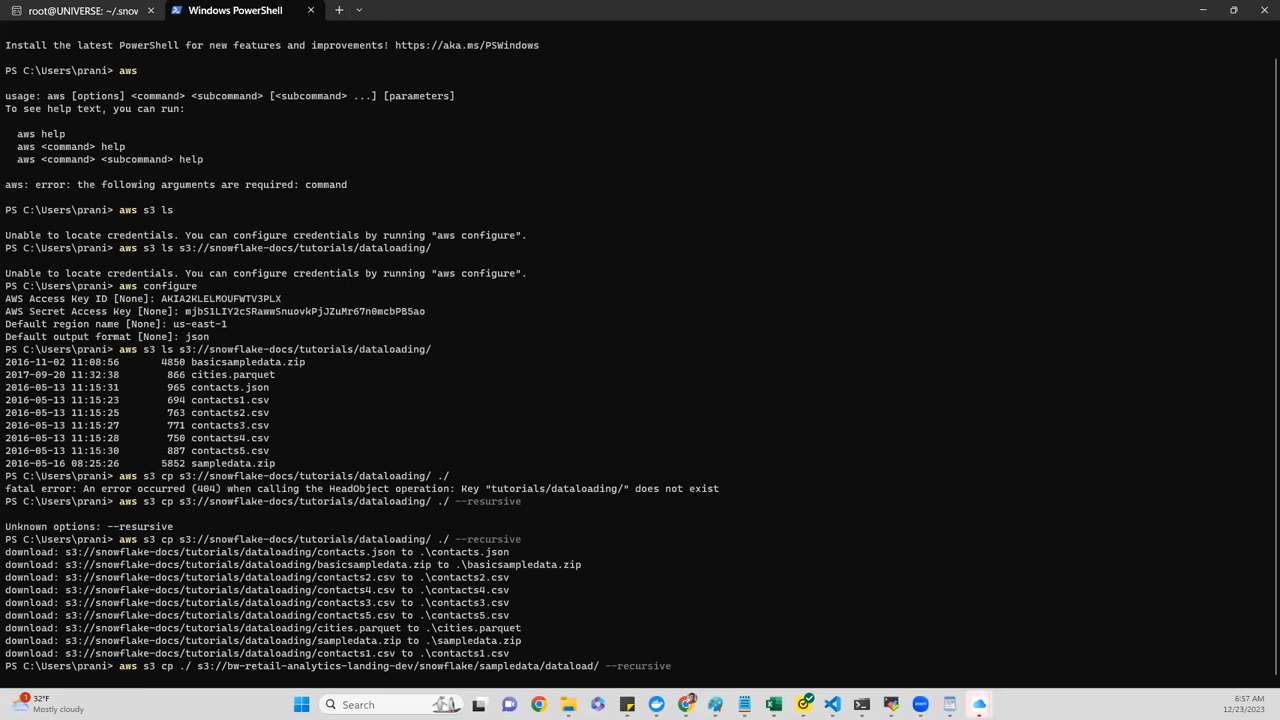 root@UNIVERSE: ~/.snow
Windows PowerShell
Install the latest PowerShell for new features and improvements! https://aka.ms/PSWindows
PS C:\Users\prani> aws
usage: aws [options] <command> <subcommand> [<subcommand> ...] [parameters]
To see help text, you can run:
aws help
aws <command> help
aws <command> <subcommand> help
aws: error: the following arguments are required: command
PS C:\Users\prani> aws s3 ls
Unable to locate credentials. You can configure credentials by running "aws configure".
PS C:\Users\prani> aws s3 ls s3://snowflake-docs/tutorials/dataloading/
Unable to locate credentials. You can configure credentials by running "aws configure".
PS C:\Users\prani> aws configure
AWS Access Key ID [None]: AKIA2KLELMOUFWTV3PLX
AWS Secret Access Key [None]: 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
Default region name [None]: us-east-1
Default output format [None]: json
PS C:\Users\prani> aws s3 ls s3://snowflake-docs/tutorials/dataloading/
2016-11-02 11:08:56 4850 basicsampledata.zip
2017-09-20 11:32:38 866 cities.parquet
2016-05-13 11:15:31 965 contacts.json
2016-05-13 11:15:23 694 contacts1.csv
2016-05-13 11:15:25 763 contacts2.csv
2016-05-13 11:15:27 771 contacts3.csv
2016-05-13 11:15:28 750 contacts4.csv
2016-05-13 11:15:30 887 contacts5.csv
2016-05-16 08:25:26 5852 sampledata.zip
PS C:\Users\prani> aws s3 cp s3://snowflake-docs/tutorials/dataloading/ ./
fatal error: An error occurred (404) when calling the HeadObject operation: Key "tutorials/dataloading/" does not exist
PS C:\Users\prani> aws s3 cp s3://snowflake-docs/tutorials/dataloading/ ./ --resursive
Unknown options: --resursive
PS C:\Users\prani> aws s3 cp s3://snowflake-docs/tutorials/dataloading/ ./ --recursive
download: s3://snowflake-docs/tutorials/dataloading/contacts.json to .\contacts.json
download: s3://snowflake-docs/tutorials/dataloading/basicsampledata.zip to .\basicsampledata.zip
download: s3://snowflake-docs/tutorials/dataloading/contacts2.csv to .\contacts2.csv
download: s3://snowflake-docs/tutorials/dataloading/contacts4.csv to .\contacts4.csv
download: s3://snowflake-docs/tutorials/dataloading/contacts3.csv to .\contacts3.csv
download: s3://snowflake-docs/tutorials/dataloading/contacts5.csv to .\contacts5.csv
download: s3://snowflake-docs/tutorials/dataloading/cities.parquet to .\cities.parquet
download: s3://snowflake-docs/tutorials/dataloading/sampledata.zip to .\sampledata.zip
download: s3://snowflake-docs/tutorials/dataloading/contacts1.csv to .\contacts1.csv
PS C:\Users\prani> aws s3 cp ./ s3://bw-retail-analytics-landing-dev/snowflake/sampledata/dataload/ --recursive
1
32°F
Mostly cloudy
Search
6:57 AM
12/23/2023